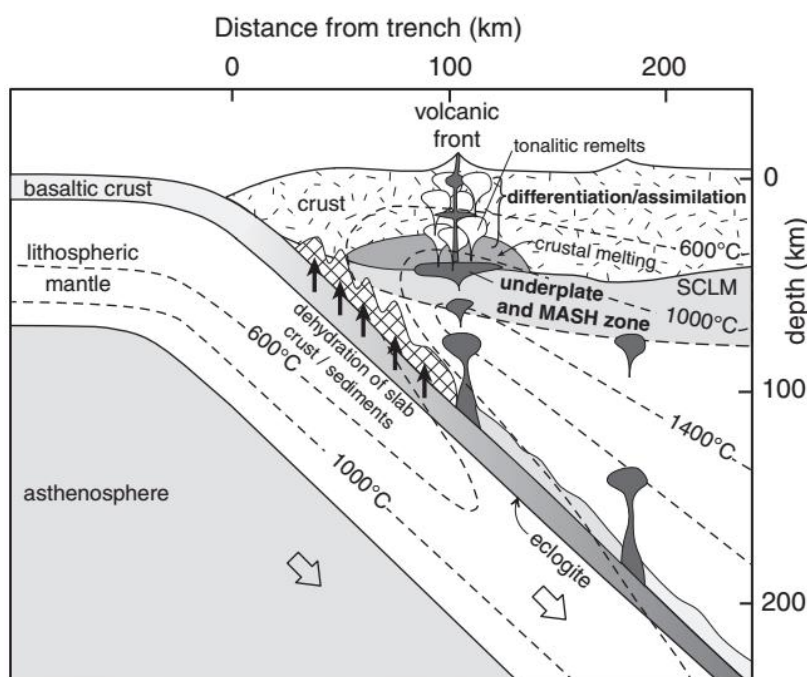 Distance from trench (km)
0
100
200
volcanic
front
tonalitic remelts
basaltic crust
crust
differentiation/assimilation
0
600°C
crustal melting
lithospheric
mantle
SCLM
underplate
and MASH zone
1000°C
depth (km)
dehydration of slab
crust / sediments
600°C
100
1400°C
1000°C
asthenosphere
eclogite
200